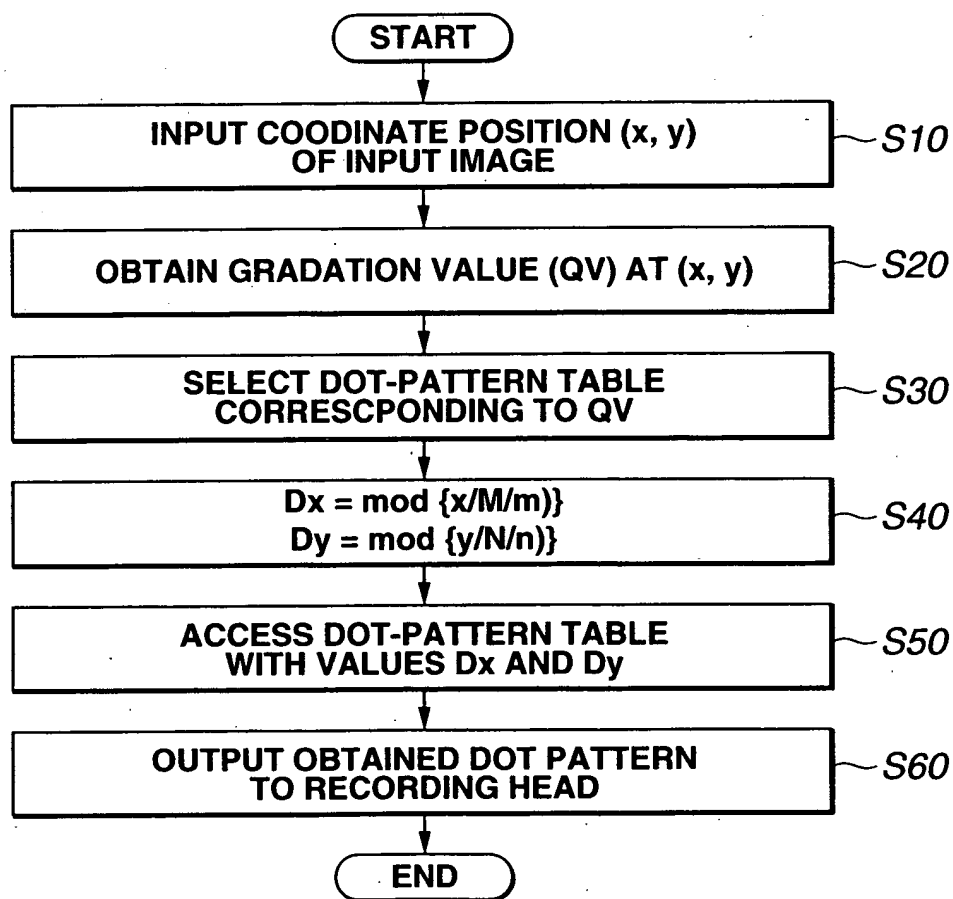 START
INPUT COODINATE POSITION (x, y)
OF INPUT IMAGE
S10
OBTAIN GRADATION VALUE (QV) AT (x, y)
S20
SELECT DOT-PATTERN TABLE
CORRESCPONDING TO QV
S30
Dx = mod {x/M/m)}
Dy = mod {y/N/n)}
S40
ACCESS DOT-PATTERN TABLE
WITH VALUES Dx AND Dy
S50
OUTPUT OBTAINED DOT PATTERN
TO RECORDING HEAD
S60
END